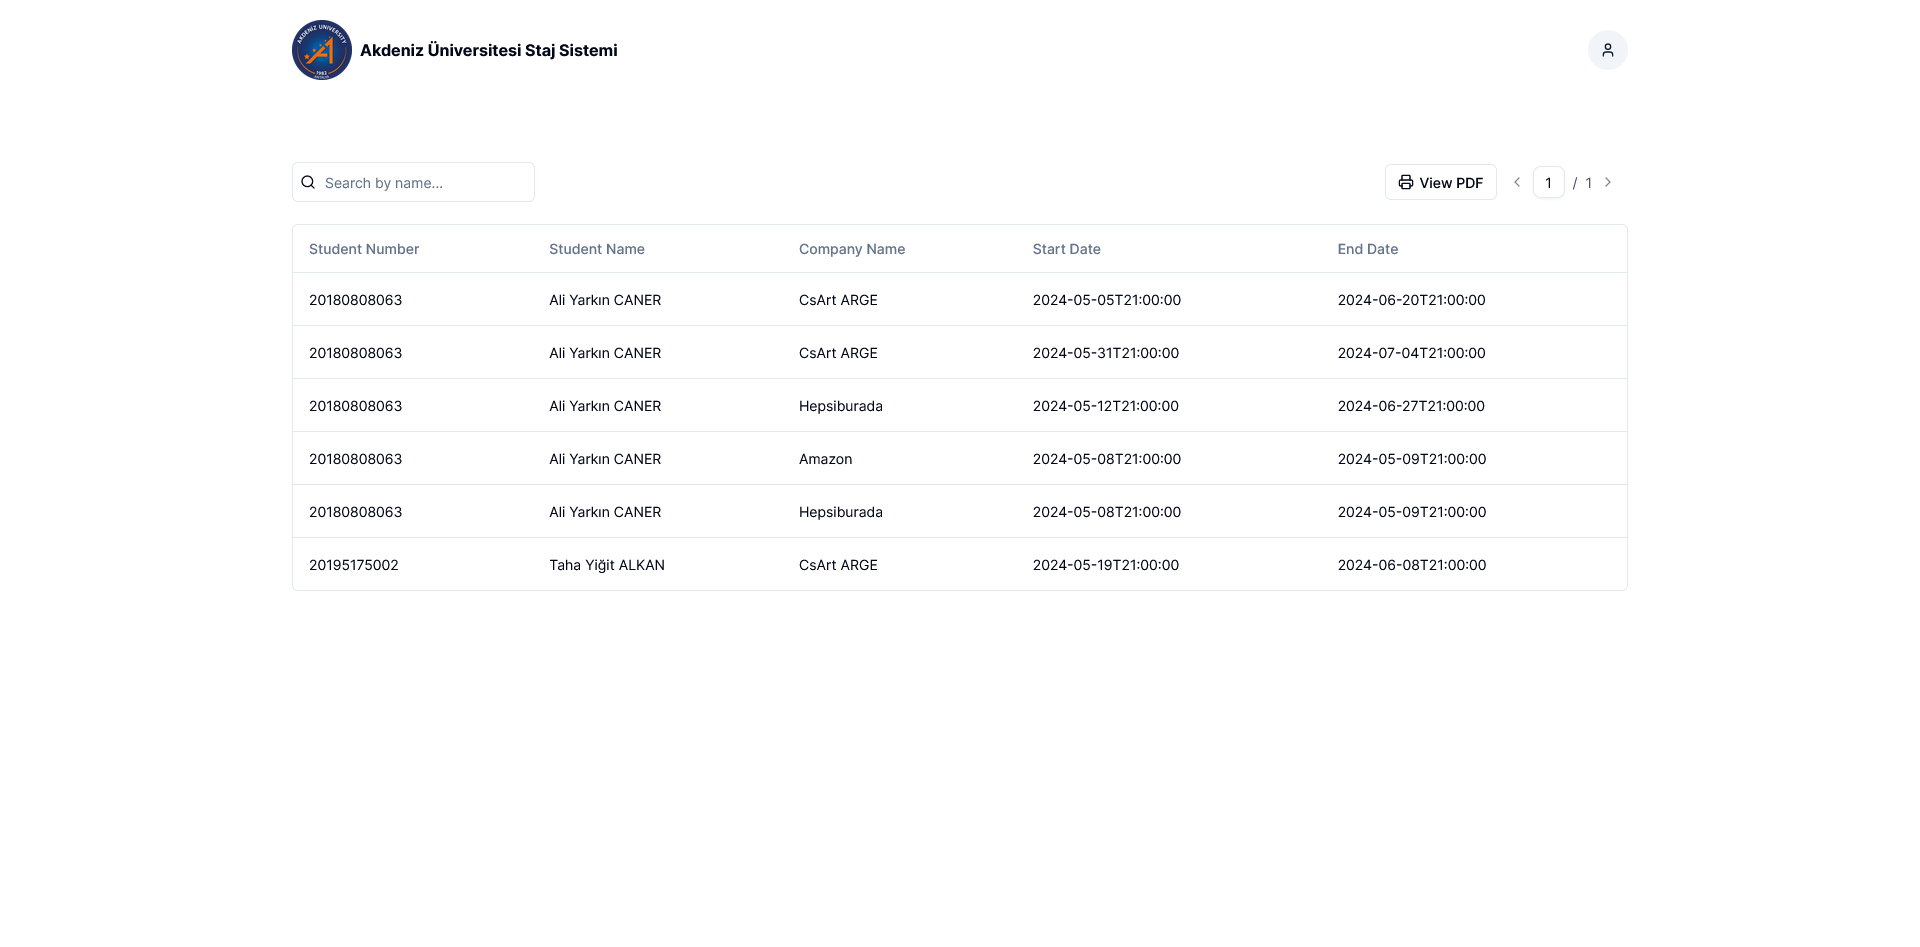 AKDENİZ UNIVERSITY
1982
ANTALYA
Akdeniz Üniversitesi Staj Sistemi
Search by name...
View PDF 1 / 1
Student Number Student Name Company Name Start Date End Date
20180808063 Ali Yarkın CANER CsArt ARGE 2024-05-05T21:00:00 2024-06-20T21:00:00
20180808063 Ali Yarkın CANER CsArt ARGE 2024-05-31T21:00:00 2024-07-04T21:00:00
20180808063 Ali Yarkın CANER Hepsiburada 2024-05-12T21:00:00 2024-06-27T21:00:00
20180808063 Ali Yarkın CANER Amazon 2024-05-08T21:00:00 2024-05-09T21:00:00
20180808063 Ali Yarkın CANER Hepsiburada 2024-05-08T21:00:00 2024-05-09T21:00:00
20195175002 Taha Yiğit ALKAN CsArt ARGE 2024-05-19T21:00:00 2024-06-08T21:00:00